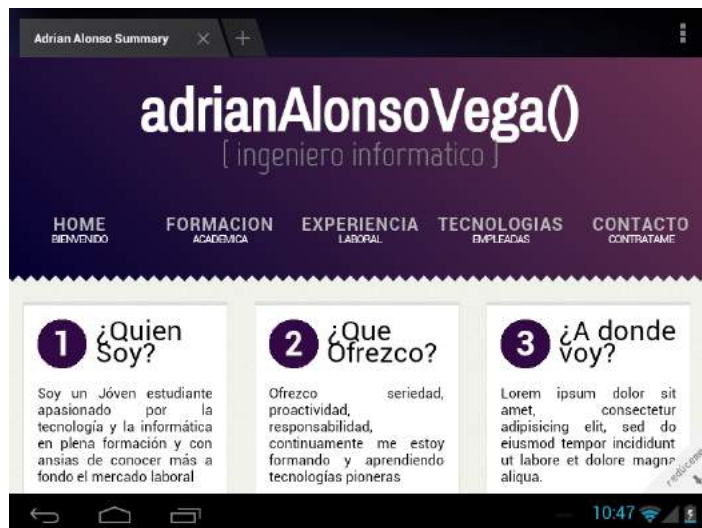 Adrian Alonso Summary
adrianAlonsoVega()
[ ingeniero informatico ]
HOME
BIENVENIDO
FORMACION
ACADEMICA
EXPERIENCIA
LABORAL
TECNOLOGIAS
EMPLEADAS
CONTACTO
CONTRATAME
1
¿Quien
Soy?
Soy un Jóven estudiante
apasionado por la
tecnología y la informática
en plena formación y con
ansias de conocer más a
fondo el mercado laboral
2
¿Que
Ofrezco?
Ofrezco seriedad,
proactividad,
responsabilidad,
continuamente me estoy
formando y aprendiendo
tecnologías pioneras
3
¿A donde
voy?
Lorem ipsum dolor sit
amet, consectetur
adipisicing elit, sed do
eiusmod tempor incididunt
ut labore et dolore magna
aliqua.
redúceme
10:47